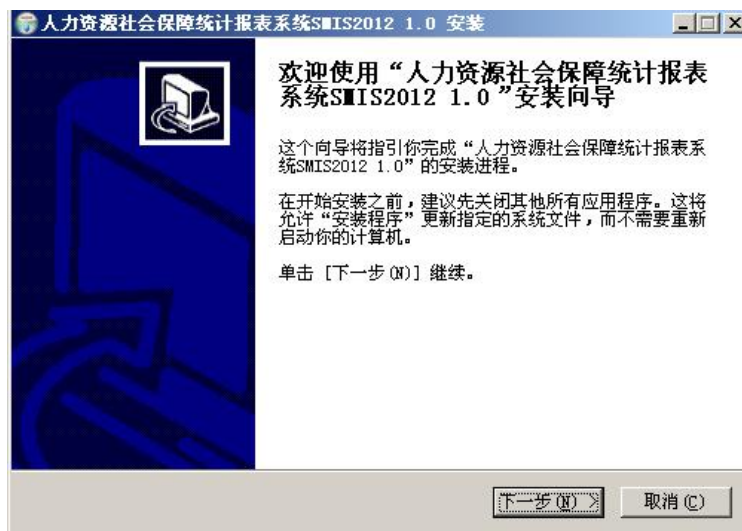 人力资源社会保障统计报表系统SMIS2012 1.0 安装
欢迎使用“人力资源社会保障统计报表
系统SMIS2012 1.0”安装向导
这个向导将指引你完成“人力资源社会保障统计报表系
统SMIS2012 1.0”的安装进程。
在开始安装之前，建议先关闭其他所有应用程序。这将
允许“安装程序”更新指定的系统文件，而不需要重新
启动你的计算机。
单击 [下一步(N)] 继续。
下一步(N) >
取消(C)